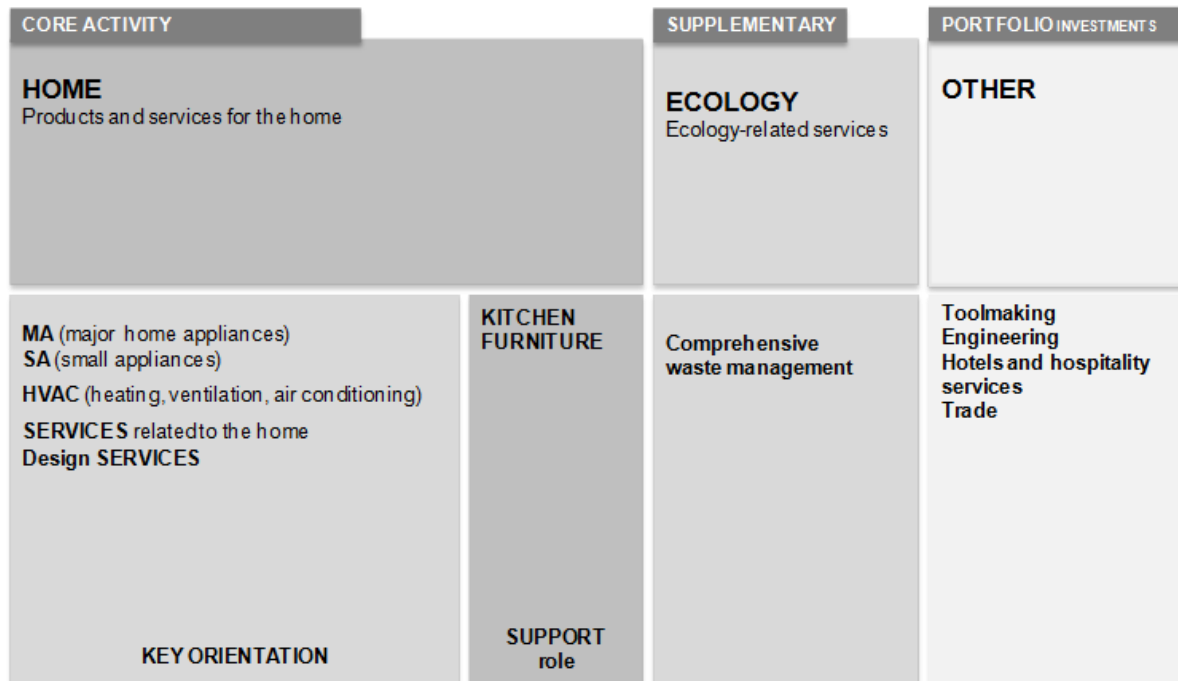 CORE ACTIVITY
HOME
Products and services for the home
MA (major home appliances)
SA (small appliances)
HVAC (heating, ventilation, air conditioning)
SERVICES related to the home
Design SERVICES
KEY ORIENTATION
KITCHEN
FURNITURE
SUPPORT
role
SUPPLEMENTARY
ECOLOGY
Ecology-related services
Comprehensive
waste management
PORTFOLIO INVESTMENTS
OTHER
Toolmaking
Engineering
Hotels and hospitality
services
Trade